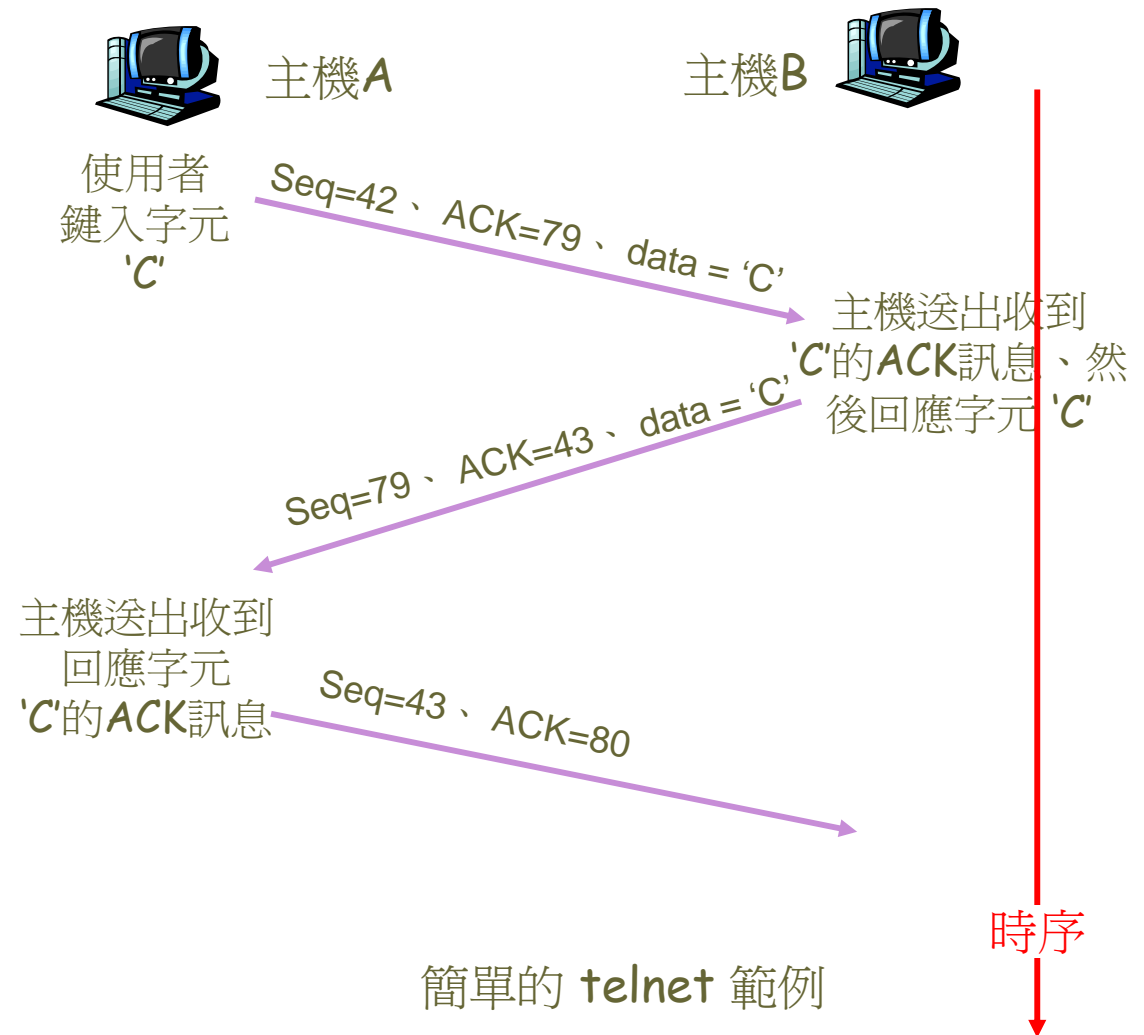 主機A
主機B
使用者
鍵入字元
‘C’
Seq=42、ACK=79、data = ‘C’
主機送出收到
‘C’的ACK訊息、然
後回應字元 ‘C’
Seq=79、ACK=43、data = ‘C’
主機送出收到
回應字元
‘C’的ACK訊息
Seq=43、ACK=80
時序
簡單的 telnet 範例